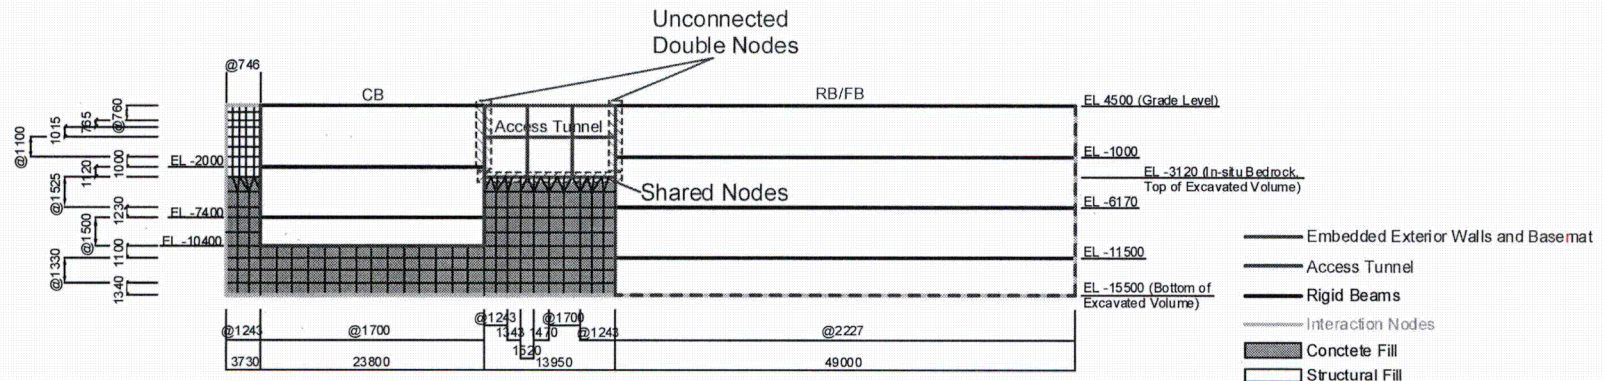 Unconnected
Double Nodes
@746
CB
RB/FB
EL 4500 (Grade Level)
@760
765
1015
@1100
Access Tunnel
EL -1000
EL -2000
1000
1120
EL -3120 (In-situ Bedrock,
Top of Excavated Volume)
@1525
Shared Nodes
EL -6170
1230
EL -7400
@1500
EL -10400
1100
EL -11500
@1330
1340
EL -15500 (Bottom of
Excavated Volume)
Embedded Exterior Walls and Basemat
Access Tunnel
Rigid Beams
Interaction Nodes
Concrete Fill
Structural Fill
@1243
@1700
@1243
1343
1470
@1700
@1243
@2227
1520
3730
23800
13950
49000